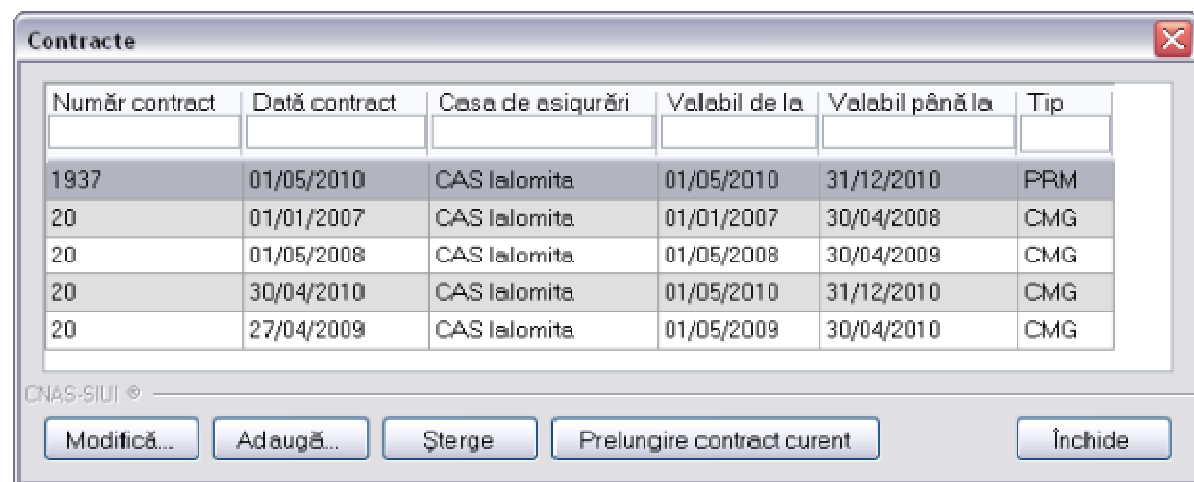 Contracte
Număr contract Dată contract Casa de asigurări Valabil de la Valabil până la Tip
1937 01/05/2010 CAS Ialomita 01/05/2010 31/12/2010 PRM
20 01/01/2007 CAS Ialomita 01/01/2007 30/04/2008 CMG
20 01/05/2008 CAS Ialomita 01/05/2008 30/04/2009 CMG
20 30/04/2010 CAS Ialomita 01/05/2010 31/12/2010 CMG
20 27/04/2009 CAS Ialomita 01/05/2009 30/04/2010 CMG
CNAS-SIUI ©
Modifică... Adaugă... Şterge Prelungire contract curent Închide